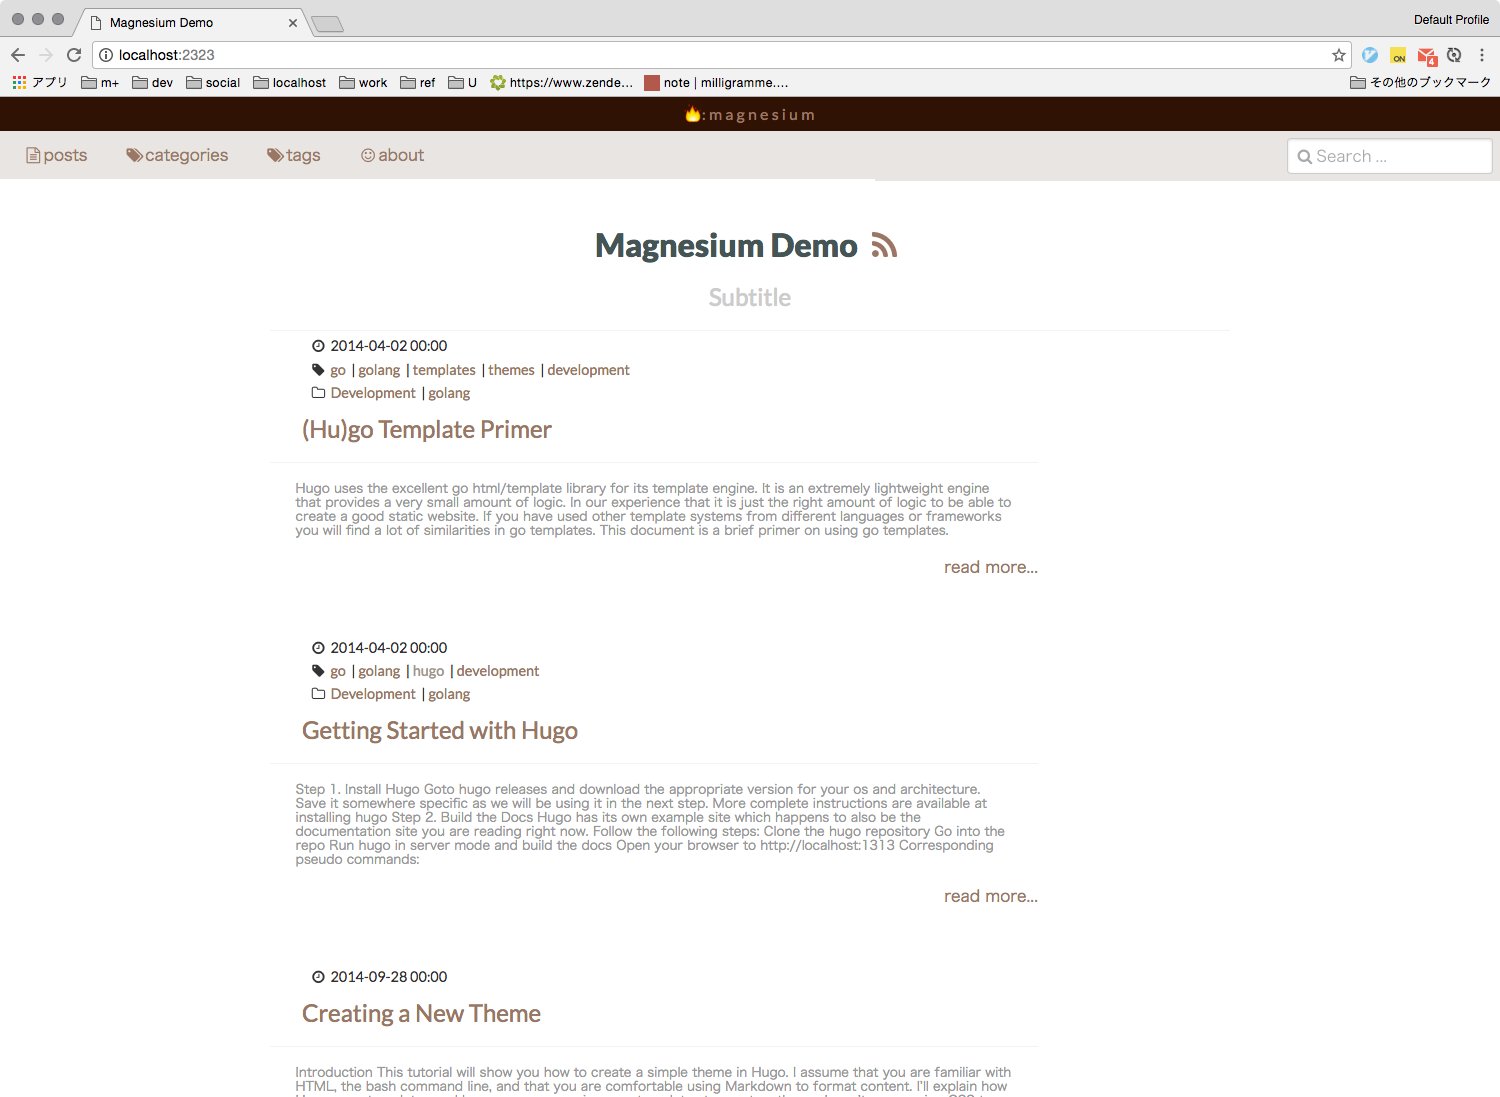 Magnesium Demo
Default Profile
localhost:2323
ON
4
アプリ m+ dev social localhost work ref U https://www.zende... note | milligramme.... その他のブックマーク
🔥:magnesium
posts categories tags about Search ...
Magnesium Demo
Subtitle
2014-04-02 00:00
go | golang | templates | themes | development
Development | golang
(Hu)go Template Primer
Hugo uses the excellent go html/template library for its template engine. It is an extremely lightweight engine
that provides a very small amount of logic. In our experience that it is just the right amount of logic to be able to
create a good static website. If you have used other template systems from different languages or frameworks
you will find a lot of similarities in go templates. This document is a brief primer on using go templates.
read more...
2014-04-02 00:00
go | golang | hugo | development
Development | golang
Getting Started with Hugo
Step 1. Install Hugo Goto hugo releases and download the appropriate version for your os and architecture.
Save it somewhere specific as we will be using it in the next step. More complete instructions are available at
installing hugo Step 2. Build the Docs Hugo has its own example site which happens to also be the
documentation site you are reading right now. Follow the following steps: Clone the hugo repository Go into the
repo Run hugo in server mode and build the docs Open your browser to http://localhost:1313 Corresponding
pseudo commands:
read more...
2014-09-28 00:00
Creating a New Theme
Introduction This tutorial will show you how to create a simple theme in Hugo. I assume that you are familiar with
HTML, the bash command line, and that you are comfortable using Markdown to format content. I'll explain how